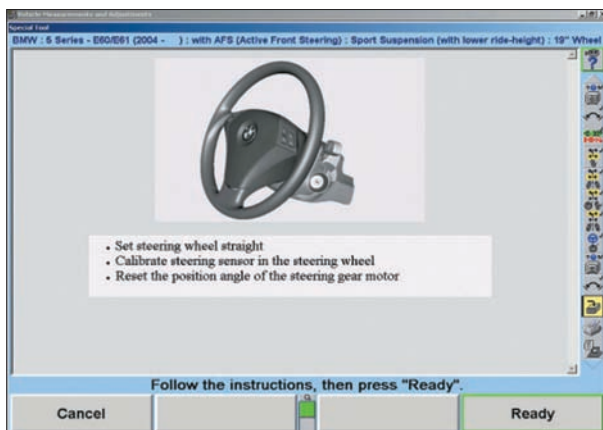 Vehicle Measurements and Adjustments
Special Tool
BMW : 5 Series - E60/E61 (2004 - ) : with AFS (Active Front Steering) : Sport Suspension (with lower ride-height) : 19" Wheel
• Set steering wheel straight
• Calibrate steering sensor in the steering wheel
• Reset the position angle of the steering gear motor
Follow the instructions, then press "Ready".
Cancel
Ready